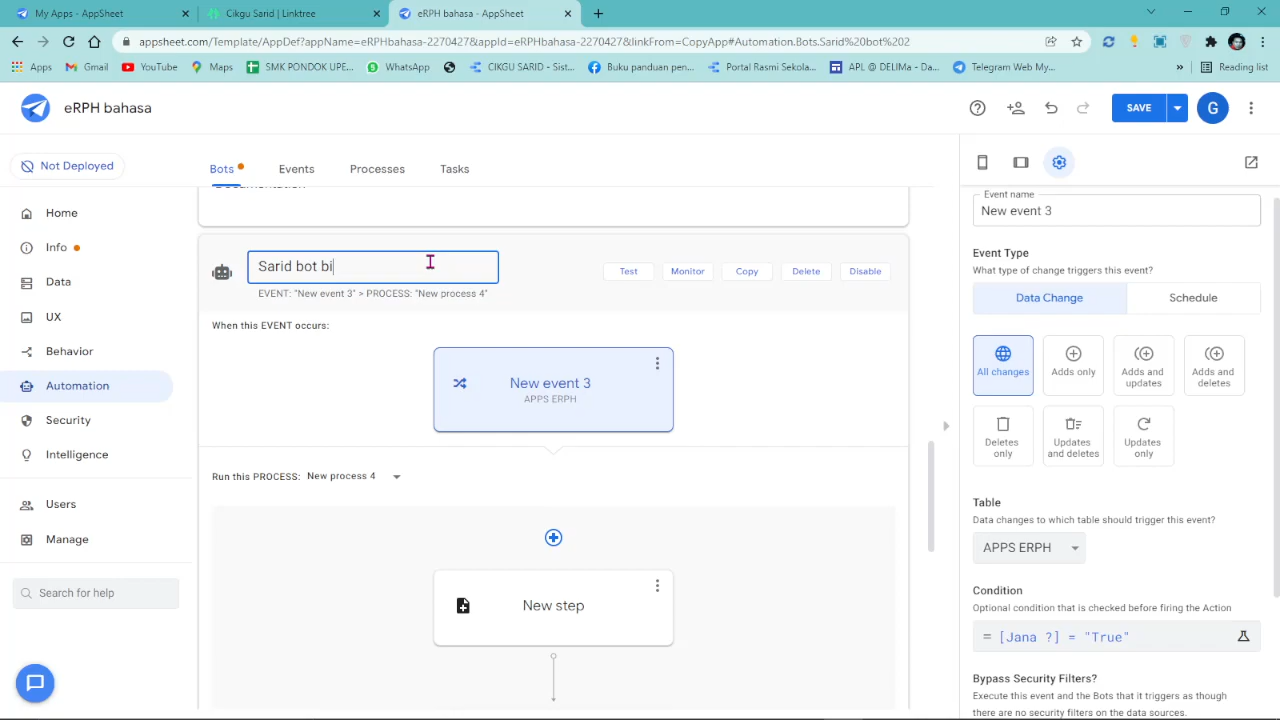 My Apps - AppSheet
Cikgu Sarid | Linktree
eRPH bahasa - AppSheet
appsheet.com/Template/AppDef?appName=eRPHbahasa-2270427&appId=eRPHbahasa-2270427&linkFrom=CopyApp#Automation.Bots.Sarid%20bot%202
Apps
Gmail
YouTube
Maps
SMK PONDOK UPE...
WhatsApp
CIKGU SARID - Sist...
Buku panduan pen...
Portal Rasmi Sekola...
APL @ DELIMa - Da...
Telegram Web My...
»
Reading list
eRPH bahasa
SAVE
G
Not Deployed
Bots
Events
Processes
Tasks
Home
Info
Data
UX
Behavior
Automation
Security
Intelligence
Users
Manage
Search for help
Documentation
Sarid bot bi
EVENT: "New event 3" > PROCESS: "New process 4"
Test
Monitor
Copy
Delete
Disable
When this EVENT occurs:
New event 3
APPS ERPH
Run this PROCESS: New process 4
New step
Event name
New event 3
Event Type
What type of change triggers this event?
Data Change
Schedule
All changes
Adds only
Adds and
updates
Adds and
deletes
Deletes
only
Updates
and deletes
Updates
only
Table
Data changes to which table should trigger this event?
APPS ERPH
Condition
Optional condition that is checked before firing the Action
= [Jana ?] = "True"
Bypass Security Filters?
Execute this event and the Bots that it triggers as though
there are no security filters on the data sources.